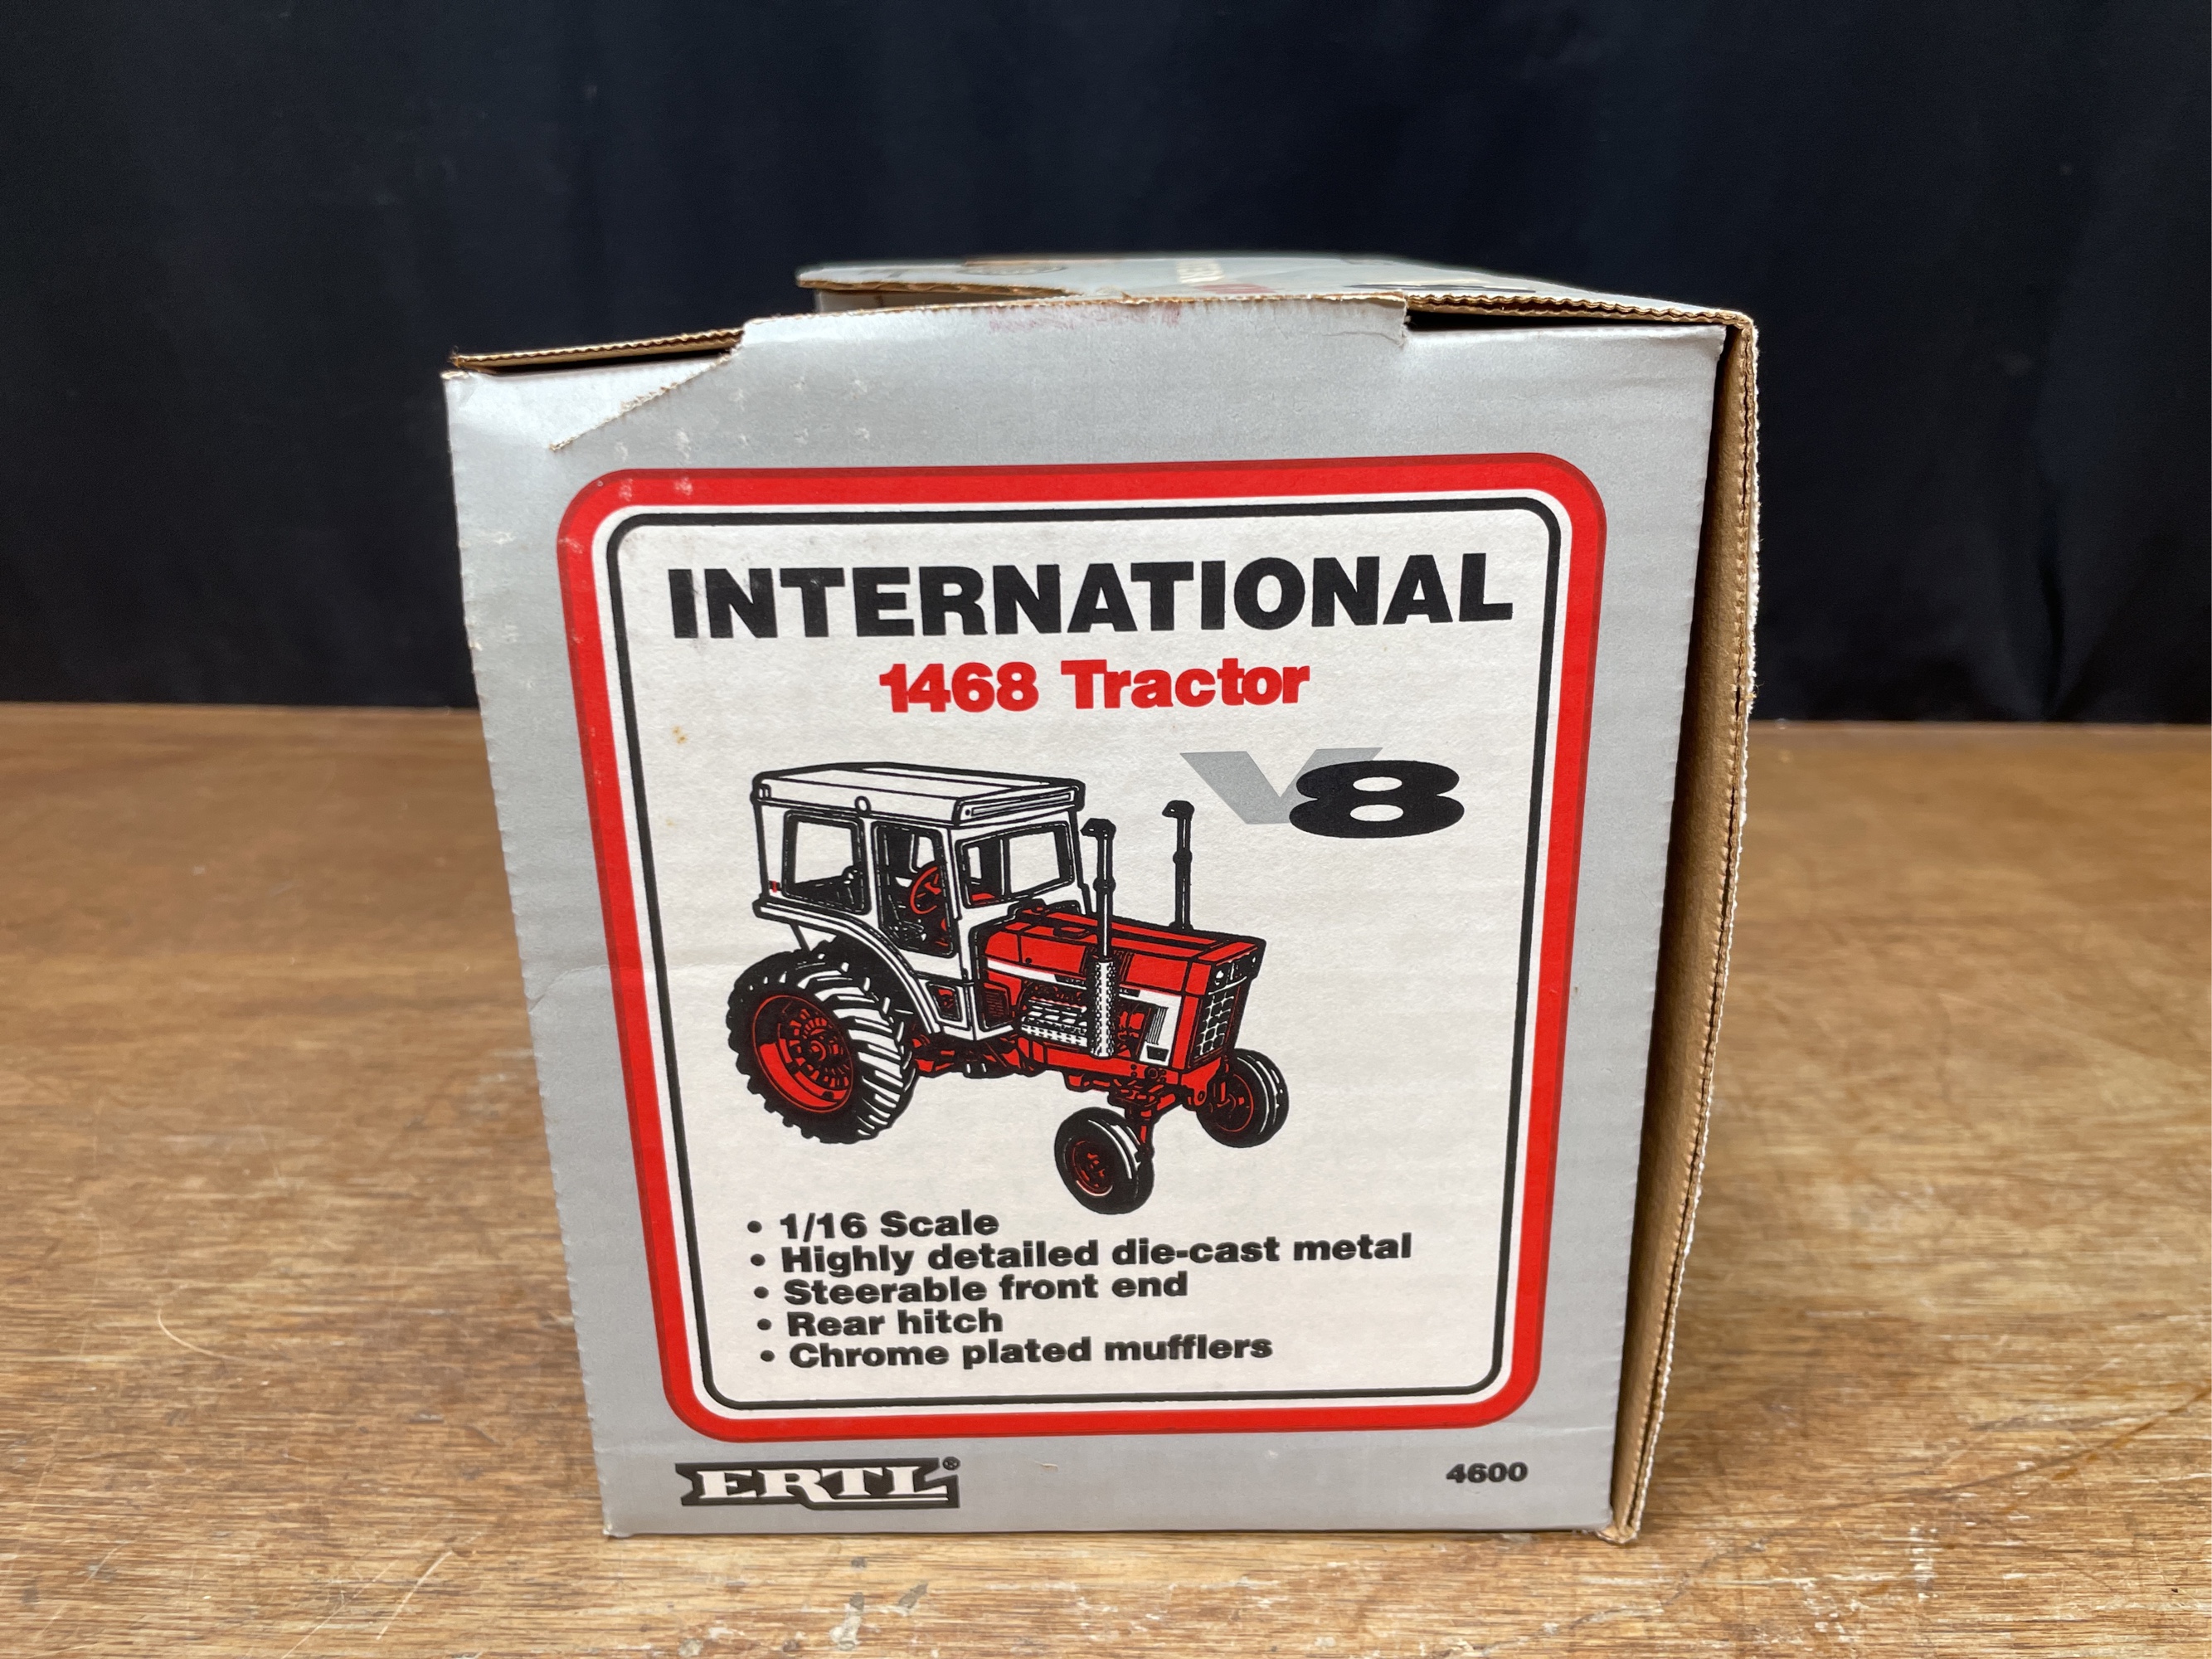 INTERNATIONAL
1468 Tractor
V8
• 1/16 Scale
• Highly detailed die-cast metal
• Steerable front end
• Rear hitch
• Chrome plated mufflers
ERTL®
4600